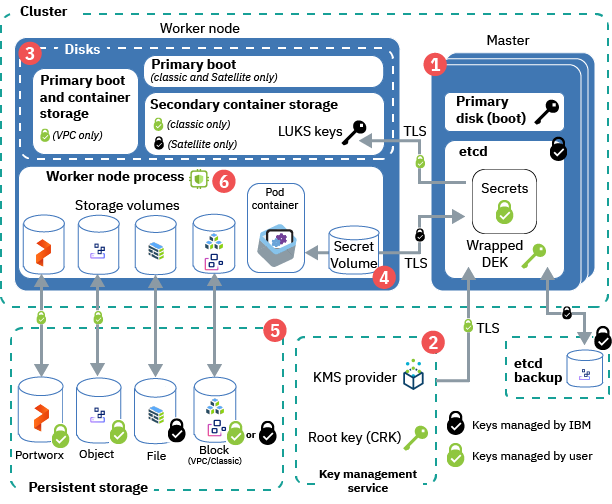 Cluster
Worker node
Master
3
Disks
1
Primary boot
and container
storage
(VPC only)
Primary boot
(classic and Satellite only)
Secondary container storage
(classic only)
(Satellite only)
LUKS keys
TLS
Primary
disk (boot)
etcd
Secrets
Wrapped
DEK
Worker node process
6
Storage volumes
Pod
container
Secret
Volume
4
TLS
5
2
TLS
KMS provider
Root key (CRK)
Key management
service
etcd
backup
Keys managed by IBM
Keys managed by user
Portworx
Object
File
Block
(VPC/Classic)
or
Persistent storage